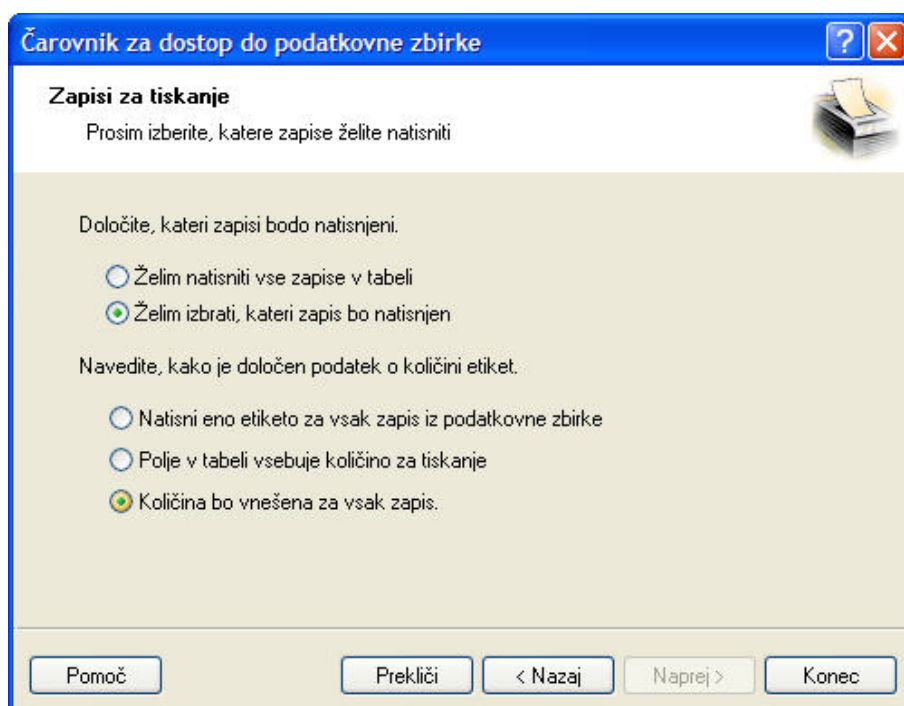 Čarovnik za dostop do podatkovne zbirke
Zapisi za tiskanje
Prosim izberite, katere zapise želite natisniti
Določite, kateri zapisi bodo natisnjeni.
Želim natisniti vse zapise v tabeli
Želim izbrati, kateri zapis bo natisnjen
Navedite, kako je določen podatek o količini etiket.
Natisni eno etiketo za vsak zapis iz podatkovne zbirke
Polje v tabeli vsebuje količino za tiskanje
Količina bo vnešena za vsak zapis.
Pomoč Prekliči < Nazaj Naprej > Konec